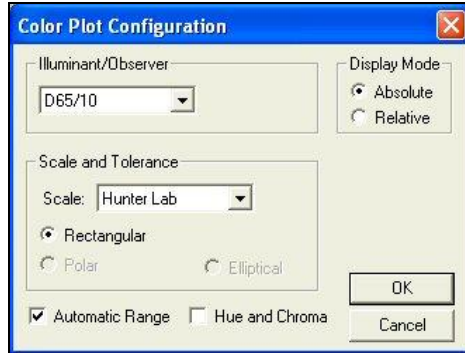 Color Plot Configuration
Illuminant/Observer
D65/10
Display Mode
Absolute
Relative
Scale and Tolerance
Scale: Hunter Lab
Rectangular
Polar Elliptical
Automatic Range Hue and Chroma
OK
Cancel